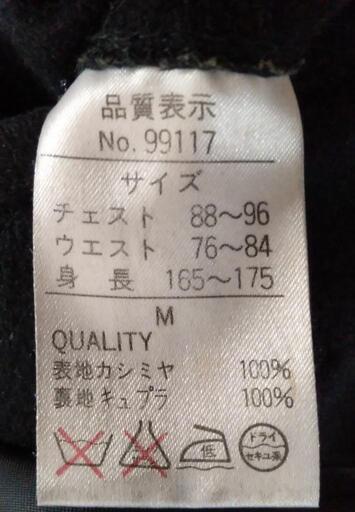 品質表示
No. 99117
サイズ
チェスト 88〜96
ウエスト 76〜84
身長 165〜175
M
QUALITY
表地カシミヤ 100%
裏地キュプラ 100%
低
ドライ
セキユ系